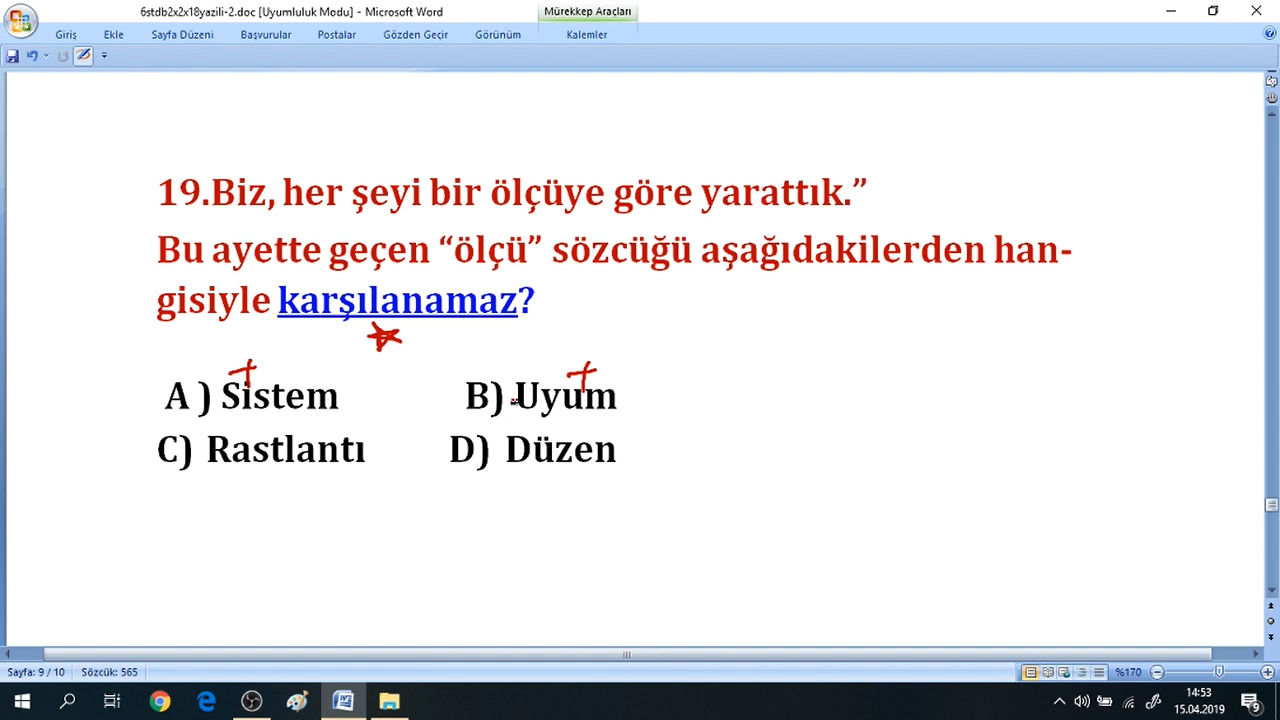 6stdb2x2x18yazili-2.doc [Uyumluluk Modu] - Microsoft Word
Mürekkep Araçları
Giriş Ekle Sayfa Düzeni Başvurular Postalar Gözden Geçir Görünüm Kalemler
19.Biz, her şeyi bir ölçüye göre yarattık.”
Bu ayette geçen “ölçü” sözcüğü aşağıdakilerden han-
gisiyle karşılanamaz?
A ) Sistem B) Uyum
C) Rastlantı D) Düzen
Sayfa: 9 / 10 Sözcük: 565 %170
14:53
15.04.2019
9